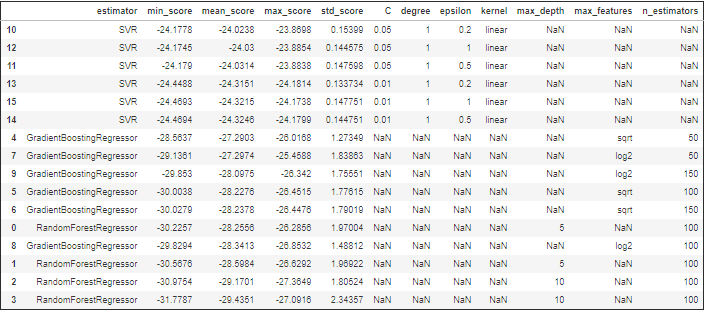 estimator min_score mean_score max_score std_score C degree epsilon kernel max_depth max_features n_estimators
10 SVR -24.1778 -24.0238 -23.8698 0.15399 0.05 1 0.2 linear NaN NaN NaN
12 SVR -24.1745 -24.03 -23.8854 0.144575 0.05 1 1 linear NaN NaN NaN
11 SVR -24.179 -24.0314 -23.8838 0.147598 0.05 1 0.5 linear NaN NaN NaN
13 SVR -24.4488 -24.3151 -24.1814 0.133734 0.01 1 0.2 linear NaN NaN NaN
15 SVR -24.4693 -24.3215 -24.1738 0.147751 0.01 1 1 linear NaN NaN NaN
14 SVR -24.4694 -24.3246 -24.1799 0.144751 0.01 1 0.5 linear NaN NaN NaN
4 GradientBoostingRegressor -28.5637 -27.2903 -26.0168 1.27349 NaN NaN NaN NaN NaN sqrt 50
7 GradientBoostingRegressor -29.1361 -27.2974 -25.4588 1.83863 NaN NaN NaN NaN NaN log2 50
9 GradientBoostingRegressor -29.853 -28.0975 -26.342 1.75551 NaN NaN NaN NaN NaN log2 150
5 GradientBoostingRegressor -30.0038 -28.2276 -26.4515 1.77615 NaN NaN NaN NaN NaN sqrt 100
6 GradientBoostingRegressor -30.0279 -28.2378 -26.4476 1.79019 NaN NaN NaN NaN NaN sqrt 150
0 RandomForestRegressor -30.2257 -28.2556 -26.2856 1.97004 NaN NaN NaN NaN 5 NaN 100
8 GradientBoostingRegressor -29.8294 -28.3413 -26.8532 1.48812 NaN NaN NaN NaN NaN log2 100
1 RandomForestRegressor -30.5676 -28.5984 -26.6292 1.96922 NaN NaN NaN NaN 5 NaN 100
2 RandomForestRegressor -30.9754 -29.1701 -27.3649 1.80524 NaN NaN NaN NaN 10 NaN 100
3 RandomForestRegressor -31.7787 -29.4351 -27.0916 2.34357 NaN NaN NaN NaN 10 NaN 100